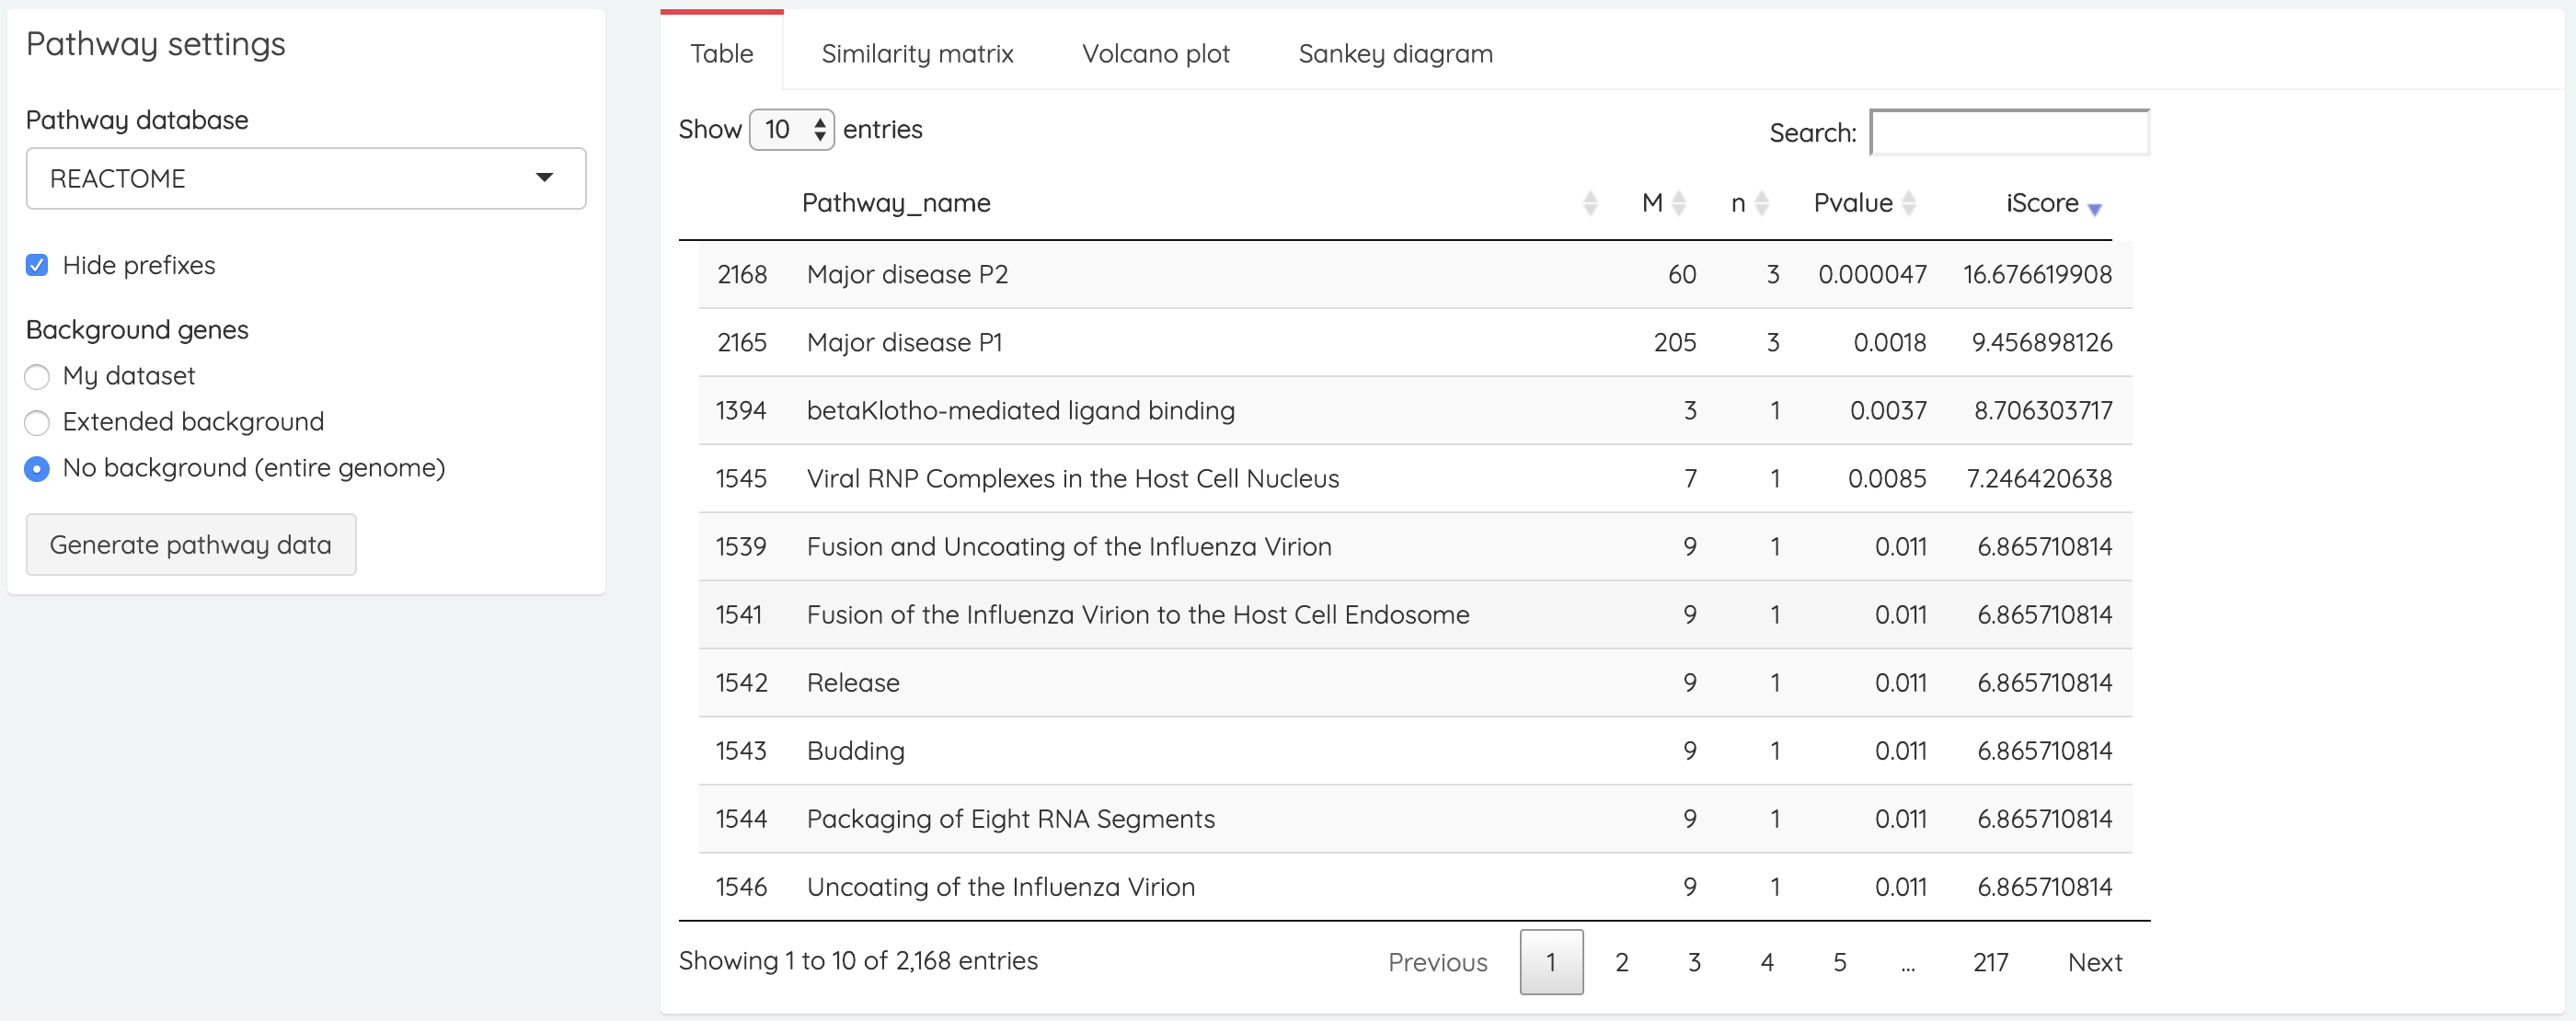 Pathway settings
Pathway database
REACTOME
Hide prefixes
Background genes
My dataset
Extended background
No background (entire genome)
Generate pathway data
Table Similarity matrix Volcano plot Sankey diagram
Show 10 entries Search:
Pathway_name M n Pvalue iScore
2168 Major disease P2 60 3 0.000047 16.676619908
2165 Major disease P1 205 3 0.0018 9.456898126
1394 betaKlotho-mediated ligand binding 3 1 0.0037 8.706303717
1545 Viral RNP Complexes in the Host Cell Nucleus 7 1 0.0085 7.246420638
1539 Fusion and Uncoating of the Influenza Virion 9 1 0.011 6.865710814
1541 Fusion of the Influenza Virion to the Host Cell Endosome 9 1 0.011 6.865710814
1542 Release 9 1 0.011 6.865710814
1543 Budding 9 1 0.011 6.865710814
1544 Packaging of Eight RNA Segments 9 1 0.011 6.865710814
1546 Uncoating of the Influenza Virion 9 1 0.011 6.865710814
Showing 1 to 10 of 2,168 entries Previous 1 2 3 4 5 ... 217 Next